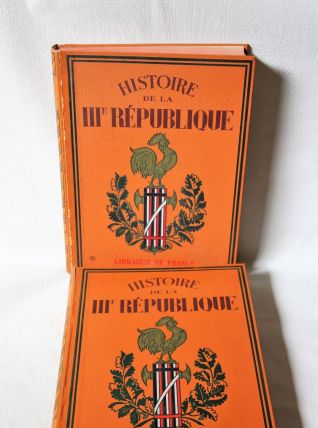 HISTOIRE
DE LA
IIIE RÉPUBLIQUE
LIBRAIRIE DE FRANCE
HISTOIRE
DE LA
IIIE RÉPUBLIQUE